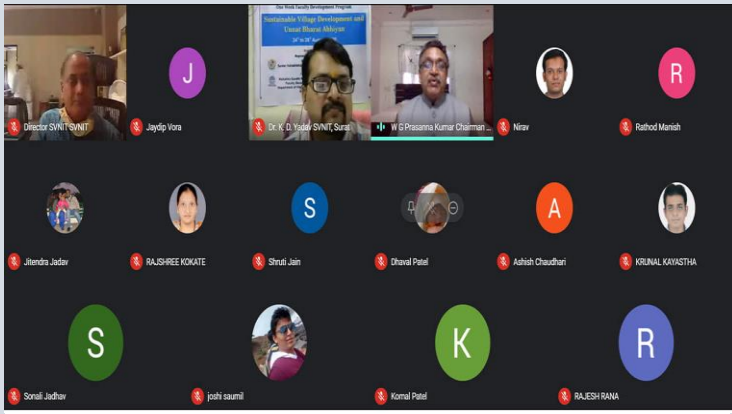 One Week Faculty Development Program
Sustainable Village Development and
Unnat Bharat Abhiyan
Director SVNIT SVNIT
J
Jaydip Vora
Dr. K. D. Yadav SVNIT, Surat
W G Prasanna Kumar Chairman ...
Nirav
R
Rathod Manish
Jitendra Jadav
RAJSHREE KOKATE
S
Shruti Jain
Dhaval Patel
A
Ashish Chaudhari
KRUNAL KAYASTHA
S
Sonali Jadhav
joshi saumil
K
Komal Patel
R
RAJESH RANA